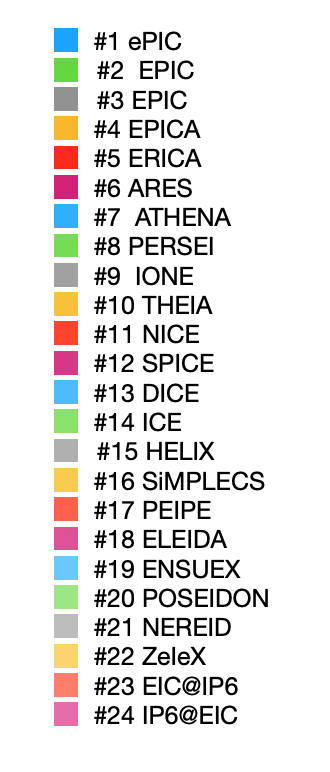 #1 ePIC
#2 EPIC
#3 EPIC
#4 EPICA
#5 ERICA
#6 ARES
#7 ATHENA
#8 PERSEI
#9 IONE
#10 THEIA
#11 NICE
#12 SPICE
#13 DICE
#14 ICE
#15 HELIX
#16 SiMPLECS
#17 PEIPE
#18 ELEIDA
#19 ENSUEX
#20 POSEIDON
#21 NEREID
#22 ZeIeX
#23 EIC@IP6
#24 IP6@EIC